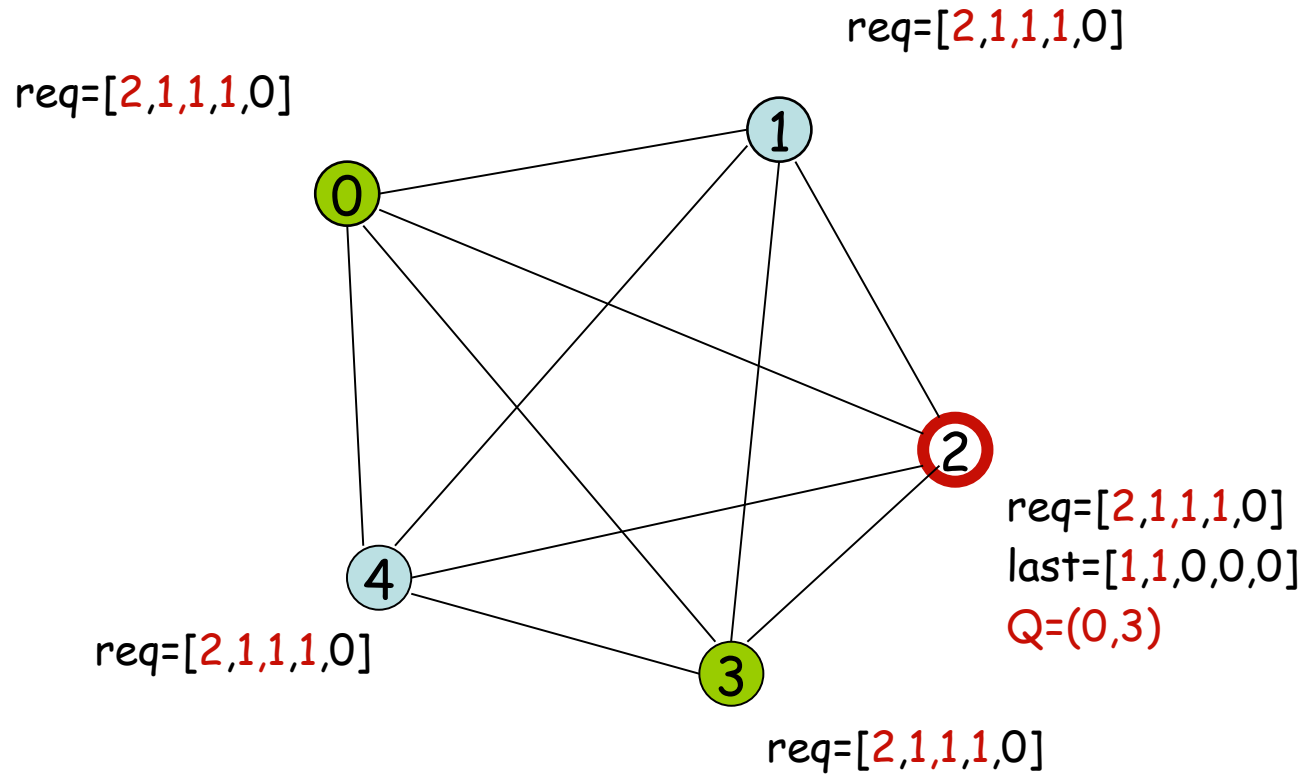 req=[2,1,1,1,0]
req=[2,1,1,1,0]
1
0
2
req=[2,1,1,1,0]
last=[1,1,0,0,0]
Q=(0,3)
4
req=[2,1,1,1,0]
3
req=[2,1,1,1,0]